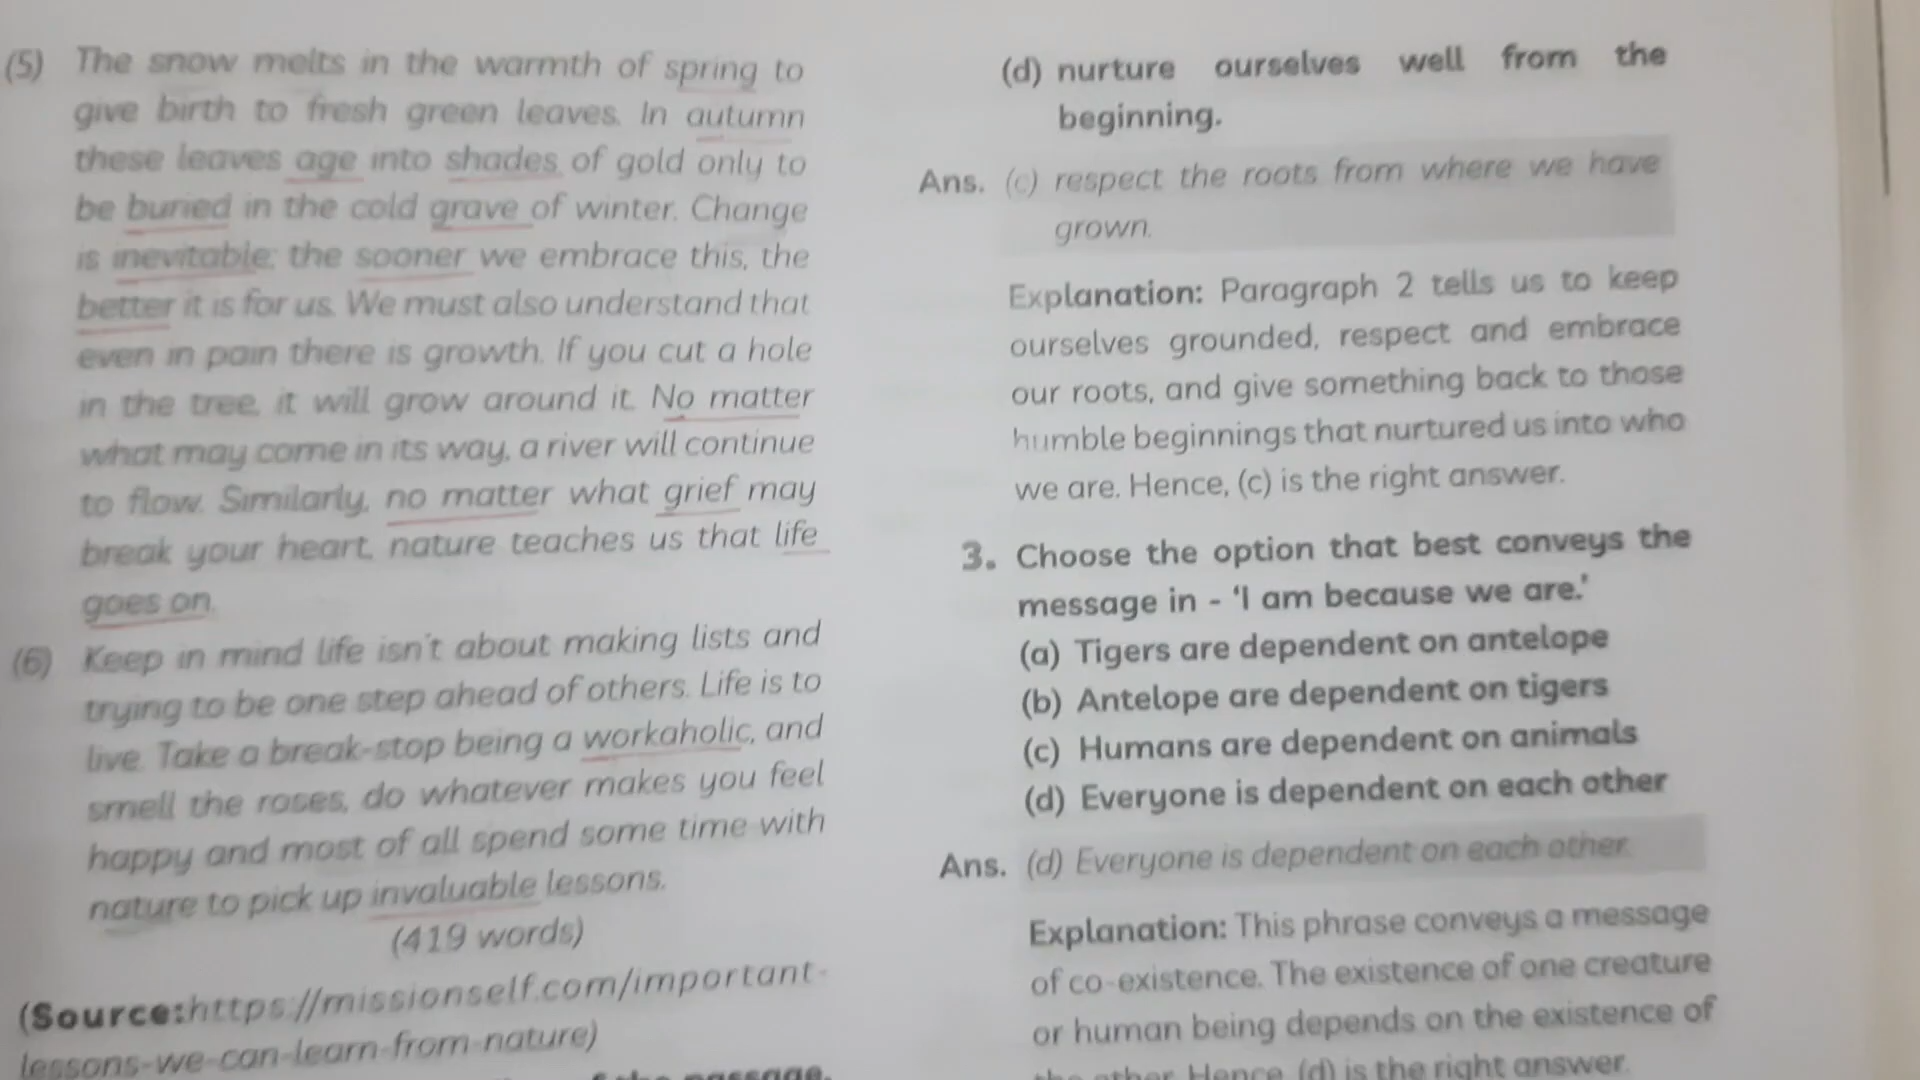 (5) The snow melts in the warmth of spring to
give birth to fresh green leaves. In autumn
these leaves age into shades of gold only to
be buried in the cold grave of winter. Change
is inevitable; the sooner we embrace this, the
better it is for us. We must also understand that
even in pain there is growth. If you cut a hole
in the tree, it will grow around it. No matter
what may come in its way, a river will continue
to flow. Similarly, no matter what grief may
break your heart, nature teaches us that life
goes on.
(6) Keep in mind life isn't about making lists and
trying to be one step ahead of others. Life is to
live. Take a break-stop being a workaholic, and
smell the roses, do whatever makes you feel
happy and most of all spend some time with
nature to pick up invaluable lessons.
(419 words)
(Source:https://missionself.com/important-
lessons-we-can-learn-from-nature)
passage.
(d) nurture ourselves well from the
beginning.
Ans. (c) respect the roots from where we have
grown.
Explanation: Paragraph 2 tells us to keep
ourselves grounded, respect and embrace
our roots, and give something back to those
humble beginnings that nurtured us into who
we are. Hence, (c) is the right answer.
3. Choose the option that best conveys the
message in - 'I am because we are.'
(a) Tigers are dependent on antelope
(b) Antelope are dependent on tigers
(c) Humans are dependent on animals
(d) Everyone is dependent on each other
Ans. (d) Everyone is dependent on each other.
Explanation: This phrase conveys a message
of co-existence. The existence of one creature
or human being depends on the existence of
the other. Hence, (d) is the right answer.